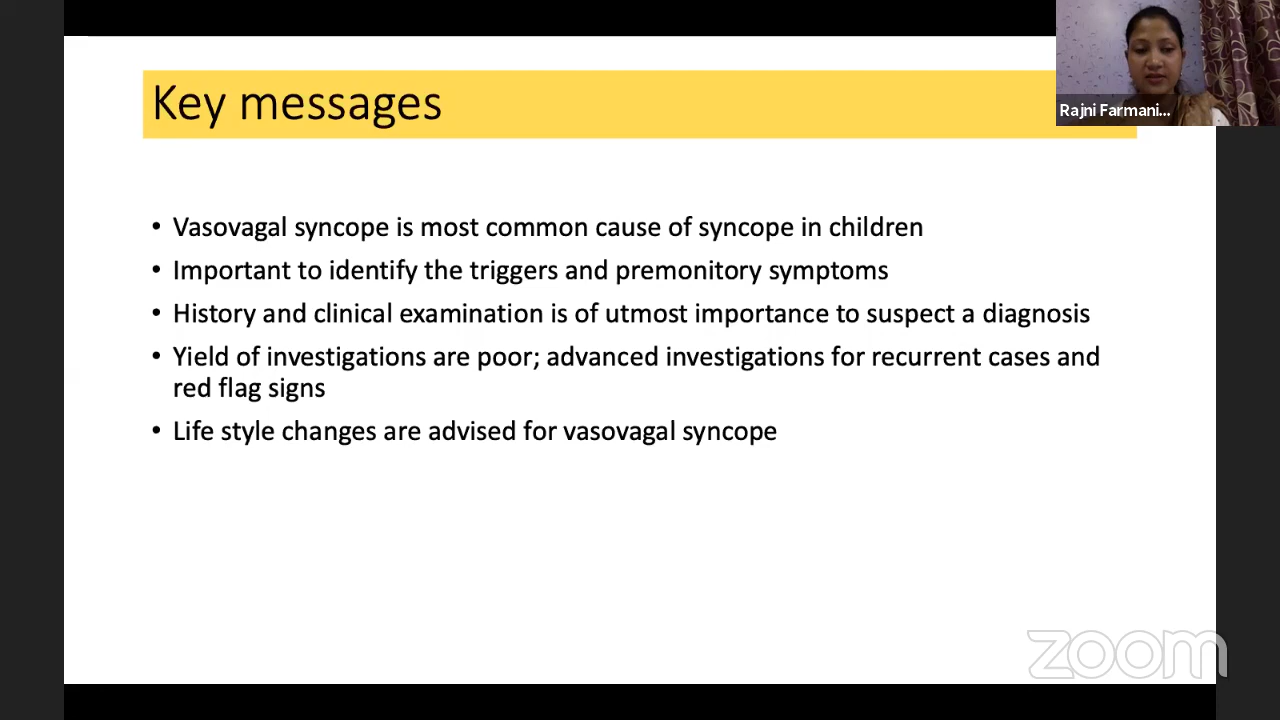 Key messages
Rajni Farmani...
• Vasovagal syncope is most common cause of syncope in children
• Important to identify the triggers and premonitory symptoms
• History and clinical examination is of utmost importance to suspect a diagnosis
• Yield of investigations are poor; advanced investigations for recurrent cases and
red flag signs
• Life style changes are advised for vasovagal syncope
zoom